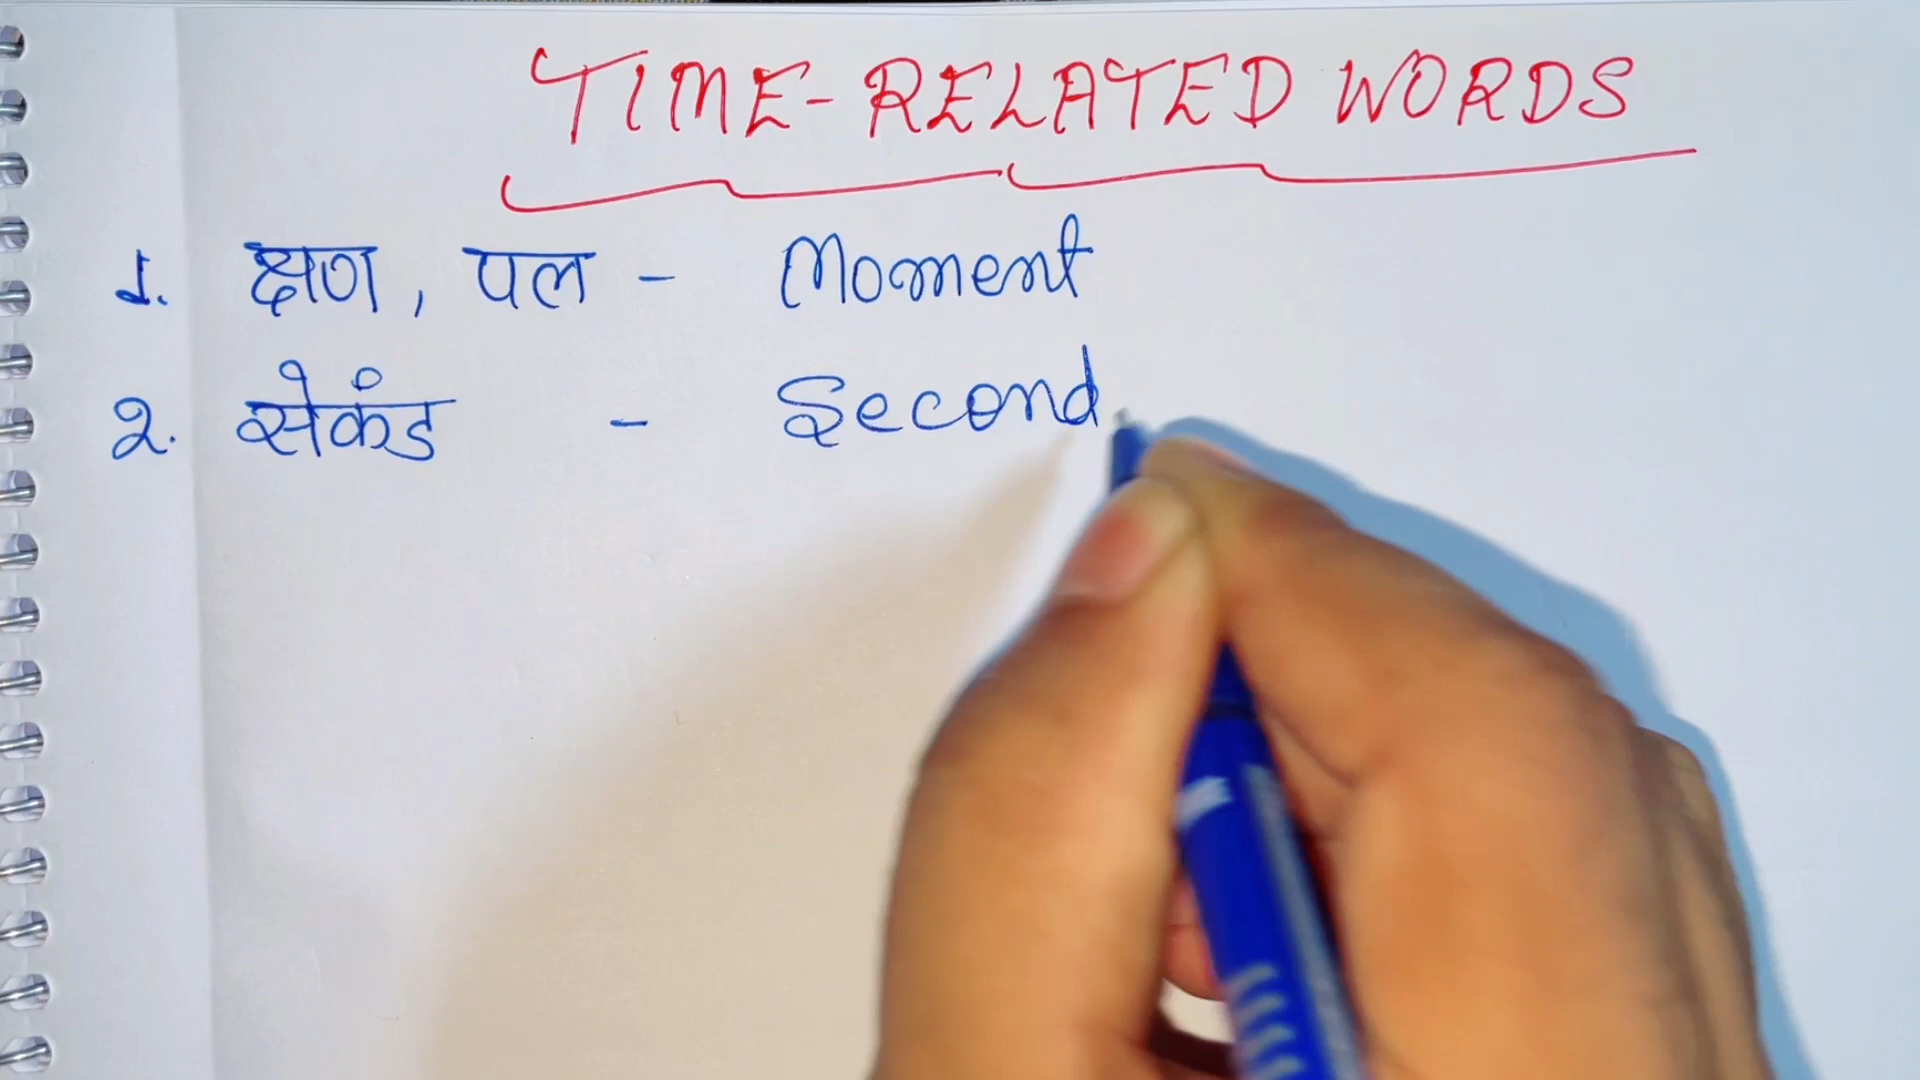 TIME-RELATED WORDS
1. क्षण, पल - Moment
2. सेकंड - Second